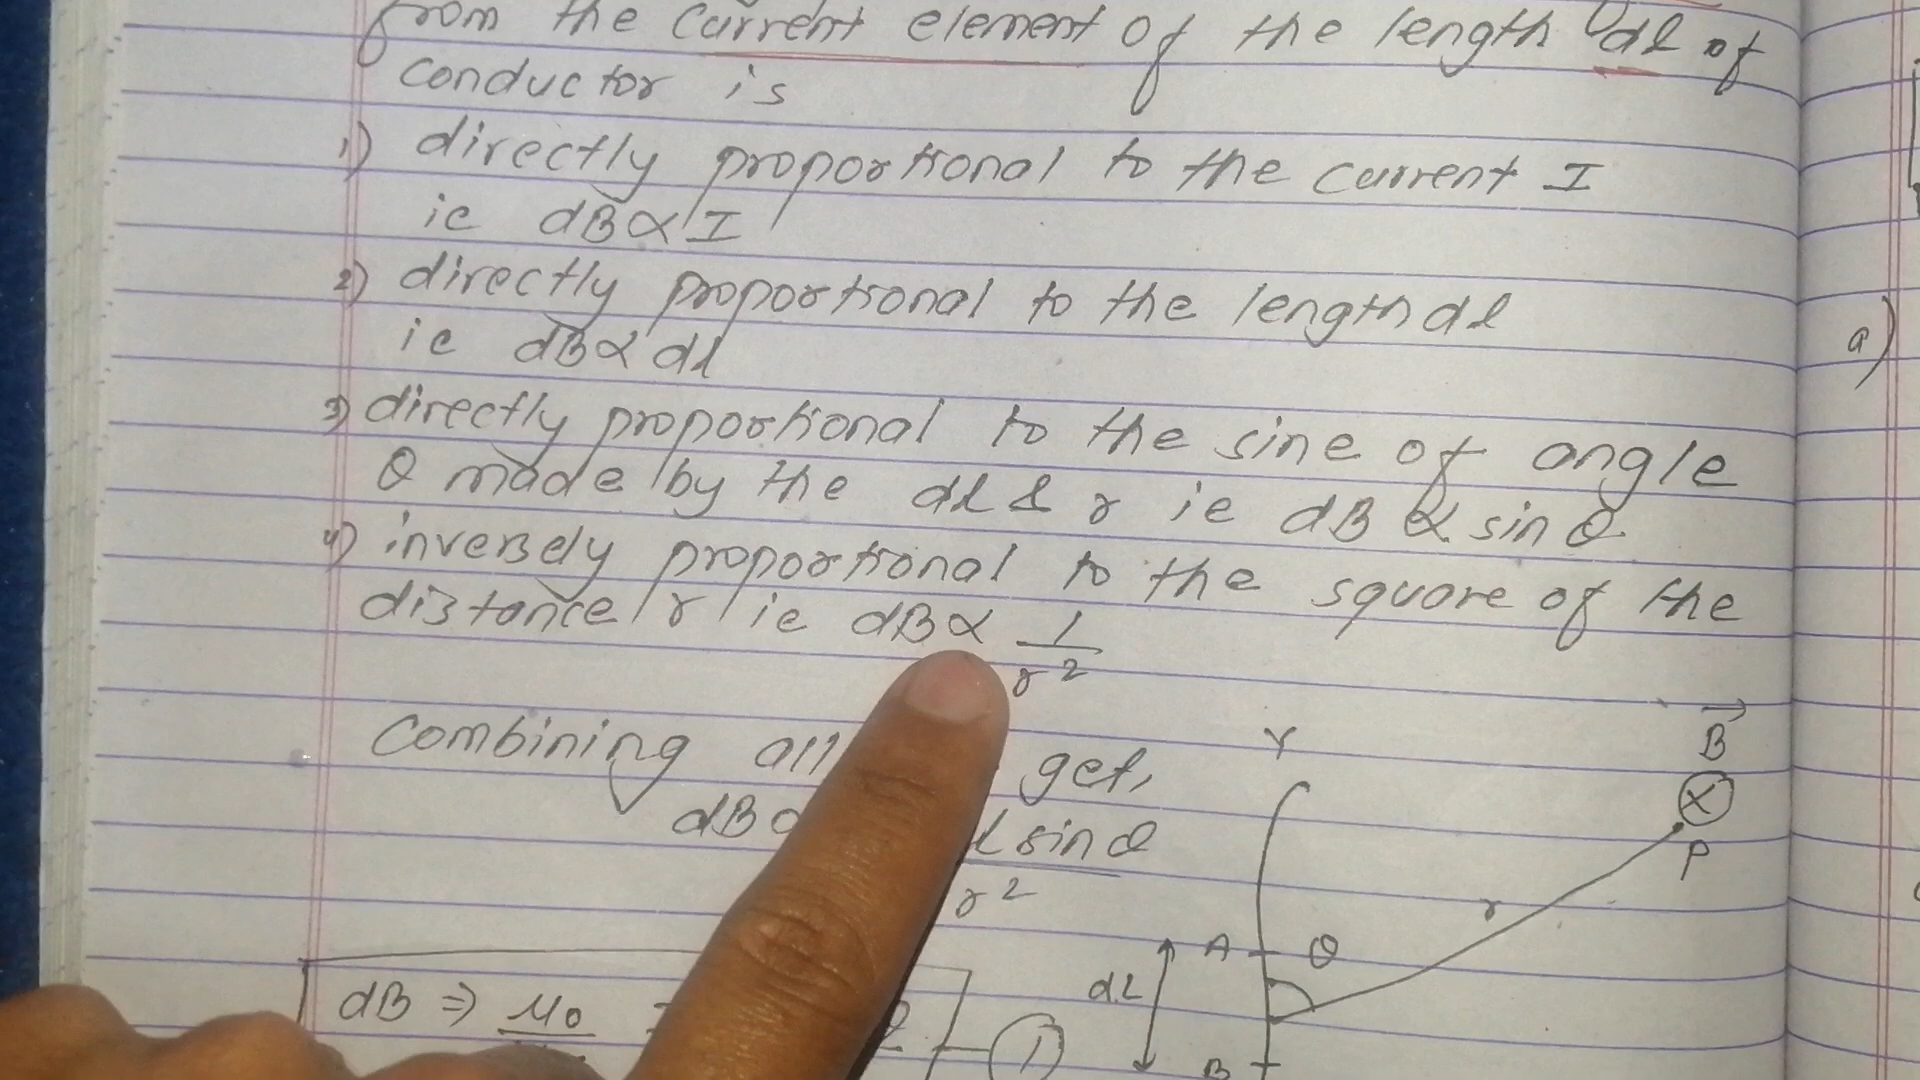 from the current element of the length dl of
conductor is
1) directly proportional to the current I
ie dB∝I
2) directly proportional to the length dl
ie dB∝dl
3) directly proportional to the sine of angle
θ made by the dl & r ie dB ∝ sin θ
4) inversely proportional to the square of the
distance r ie dB∝ 1/r²
Combining all get,
dB l sin θ
r²
dB ⇒ μ0
①
Y
B⃗
P
r
A θ
dl
B
a)